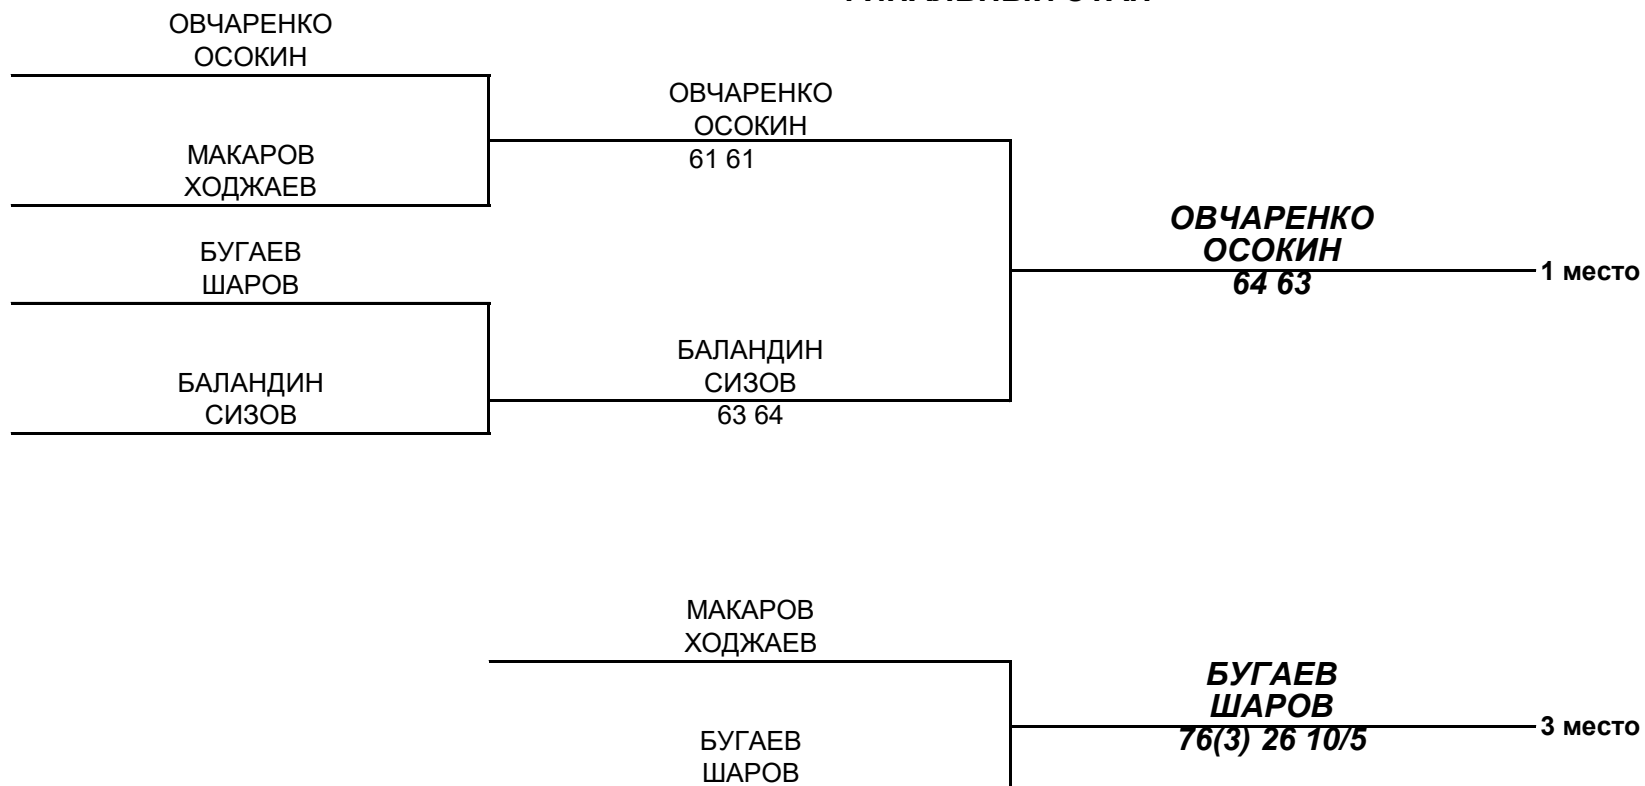 ОВЧАРЕНКО
ОСОКИН
ОВЧАРЕНКО
ОСОКИН
61 61
МАКАРОВ
ХОДЖАЕВ
ОВЧАРЕНКО
ОСОКИН
64 63
1 место
БУГАЕВ
ШАРОВ
БАЛАНДИН
СИЗОВ
63 64
БАЛАНДИН
СИЗОВ
МАКАРОВ
ХОДЖАЕВ
БУГАЕВ
ШАРОВ
76(3) 26 10/5
3 место
БУГАЕВ
ШАРОВ